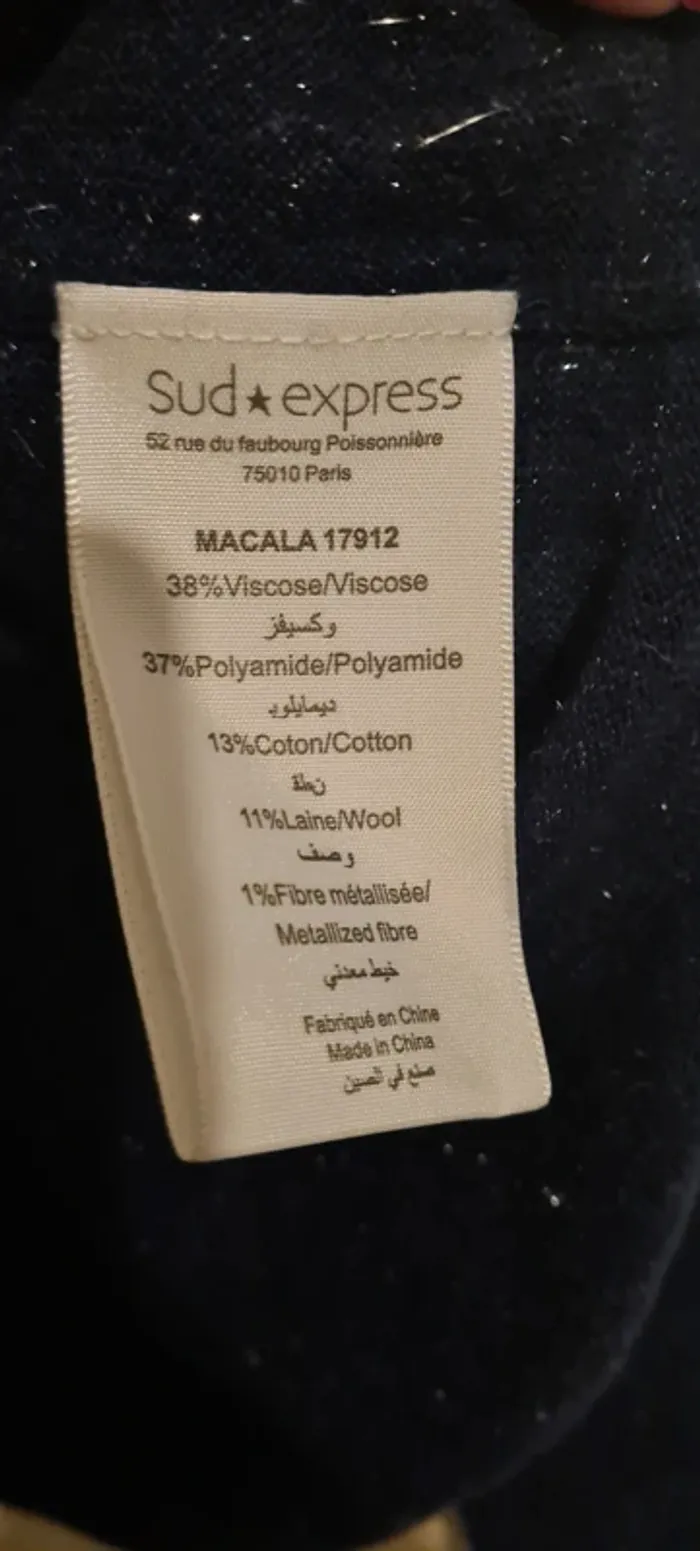 Sud★express
52 rue du faubourg Poissonnière
75010 Paris
MACALA 17912
38%Viscose/Viscose
وكسيفز
37%Polyamide/Polyamide
ديمايلوب
13%Coton/Cotton
11%Laine/Wool
وصف
1%Fibre métallisée/
Metallized fibre
خيط معدني
Fabriqué en Chine
Made in China
صنع في الصين